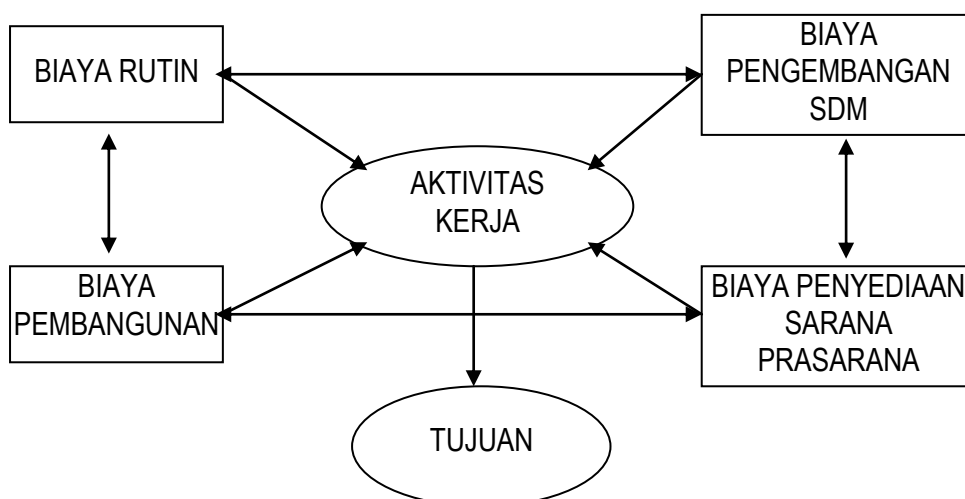 BIAYA RUTIN
BIAYA
PENGEMBANGAN
SDM
AKTIVITAS
KERJA
BIAYA
PEMBANGUNAN
BIAYA PENYEDIAAN
SARANA
PRASARANA
TUJUAN